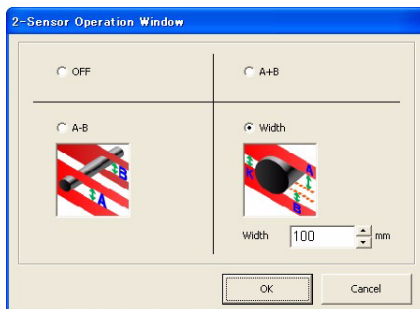 2-Sensor Operation Window
OFF
A+B
A-B
Width
B
A
K
A
B
Width 100 mm
OK
Cancel